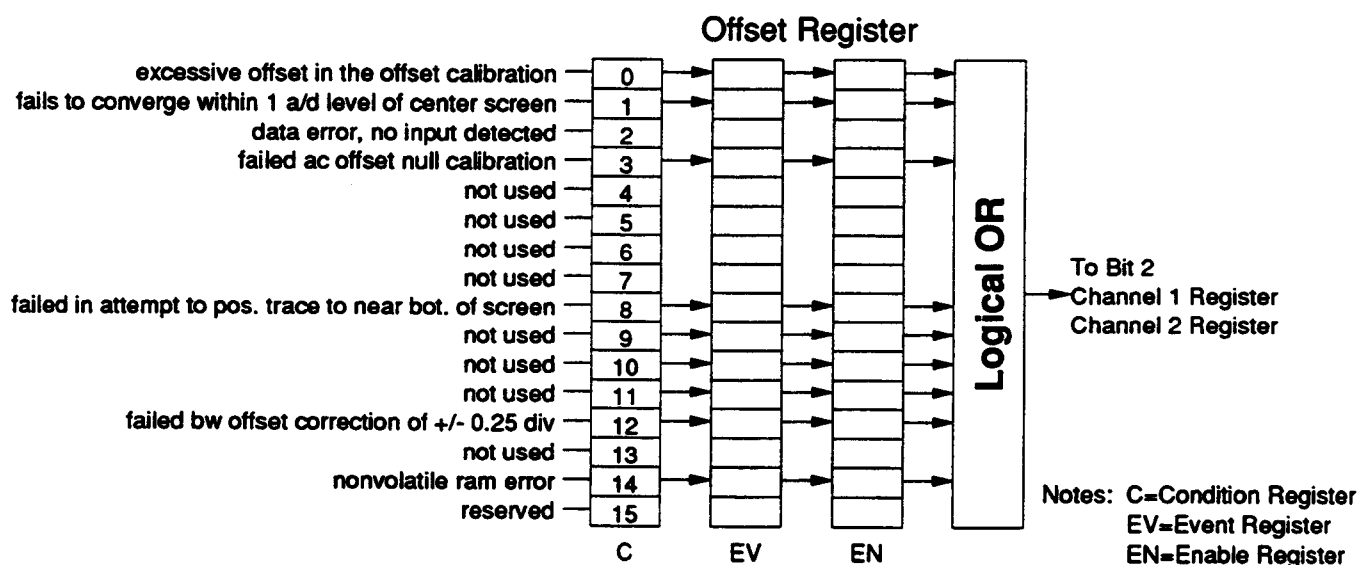 Offset Register
excessive offset in the offset calibration 0
fails to converge within 1 a/d level of center screen 1
data error, no input detected 2
failed ac offset null calibration 3
not used 4
not used 5
not used 6
not used 7
failed in attempt to pos. trace to near bot. of screen 8
not used 9
not used 10
not used 11
failed bw offset correction of +/- 0.25 div 12
not used 13
nonvolatile ram error 14
reserved 15
C EV EN
Logical OR
To Bit 2
Channel 1 Register
Channel 2 Register
Notes: C=Condition Register
EV=Event Register
EN=Enable Register